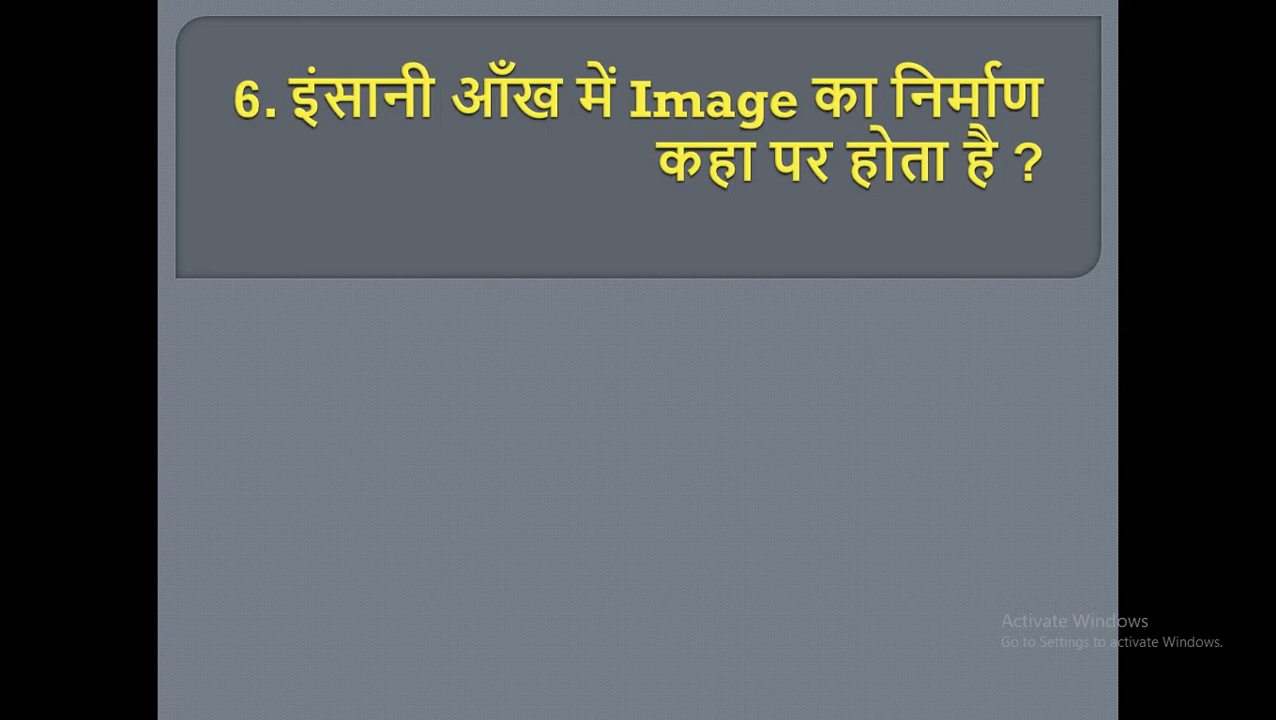 6. इंसानी आँख में Image का निर्माण
कहा पर होता है ?
Activate Windows
Go to Settings to activate Windows.